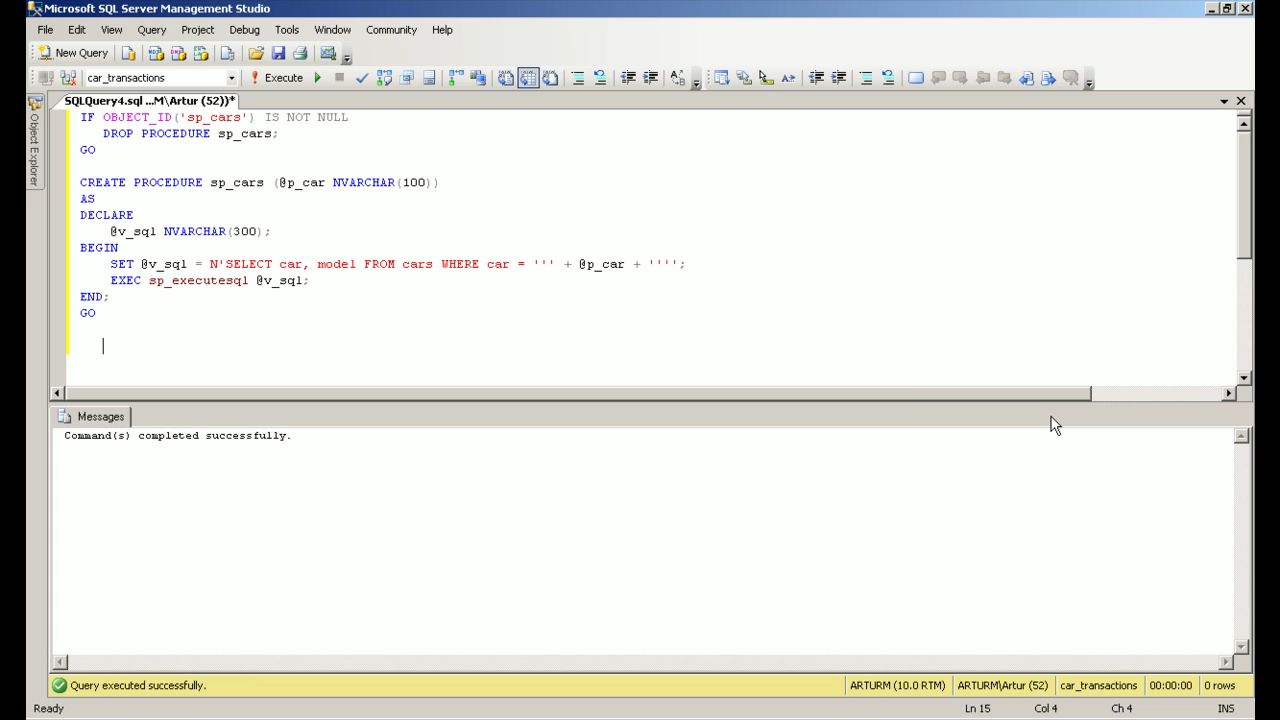 Microsoft SQL Server Management Studio
File Edit View Query Project Debug Tools Window Community Help
New Query
car_transactions Execute
Object Explorer
SQLQuery4.sql ...M\Artur (52))*
IF OBJECT_ID('sp_cars') IS NOT NULL
DROP PROCEDURE sp_cars;
GO
CREATE PROCEDURE sp_cars (@p_car NVARCHAR(100))
AS
DECLARE
@v_sql NVARCHAR(300);
BEGIN
SET @v_sql = N'SELECT car, model FROM cars WHERE car = ''' + @p_car + '''';
EXEC sp_executesql @v_sql;
END;
GO
Messages
Command(s) completed successfully.
Query executed successfully. ARTURM (10.0 RTM) ARTURM\Artur (52) car_transactions 00:00:00 0 rows
Ready Ln 15 Col 4 Ch 4 INS